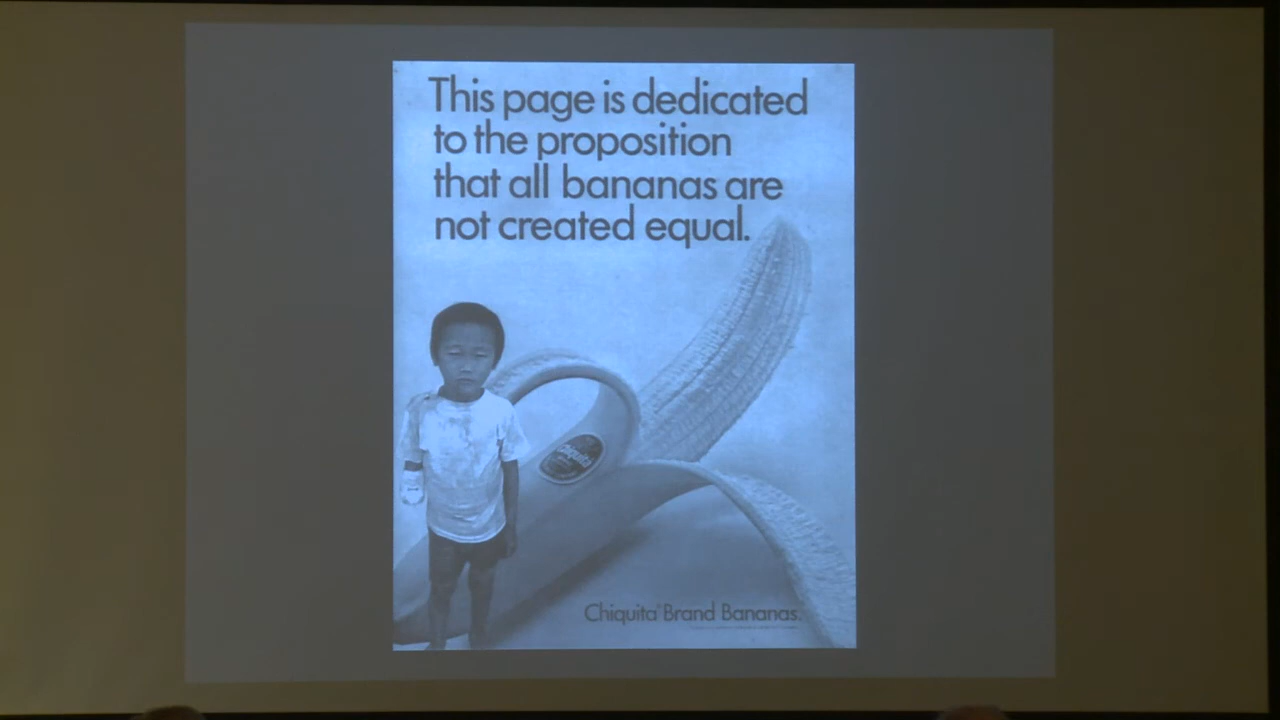 This page is dedicated
to the proposition
that all bananas are
not created equal.
Chiquita
Chiquita® Brand Bananas.